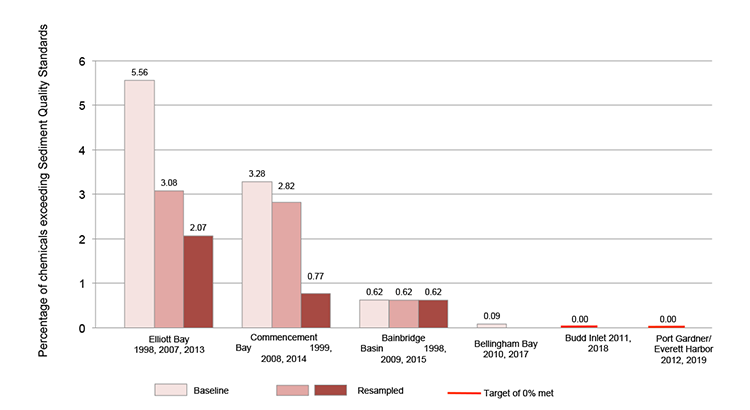 Percentage of chemicals exceeding Sediment Quality Standards
6
5
4
3
2
1
0
5.56
3.08
2.07
3.28
2.82
0.77
0.62 0.62 0.62
0.09
0.00
0.00
Elliott Bay
1998, 2007, 2013
Commencement
Bay 1999,
2008, 2014
Bainbridge
Basin 1998,
2009, 2015
Bellingham Bay
2010, 2017
Budd Inlet 2011,
2018
Port Gardner/
Everett Harbor
2012, 2019
Baseline
Resampled
Target of 0% met